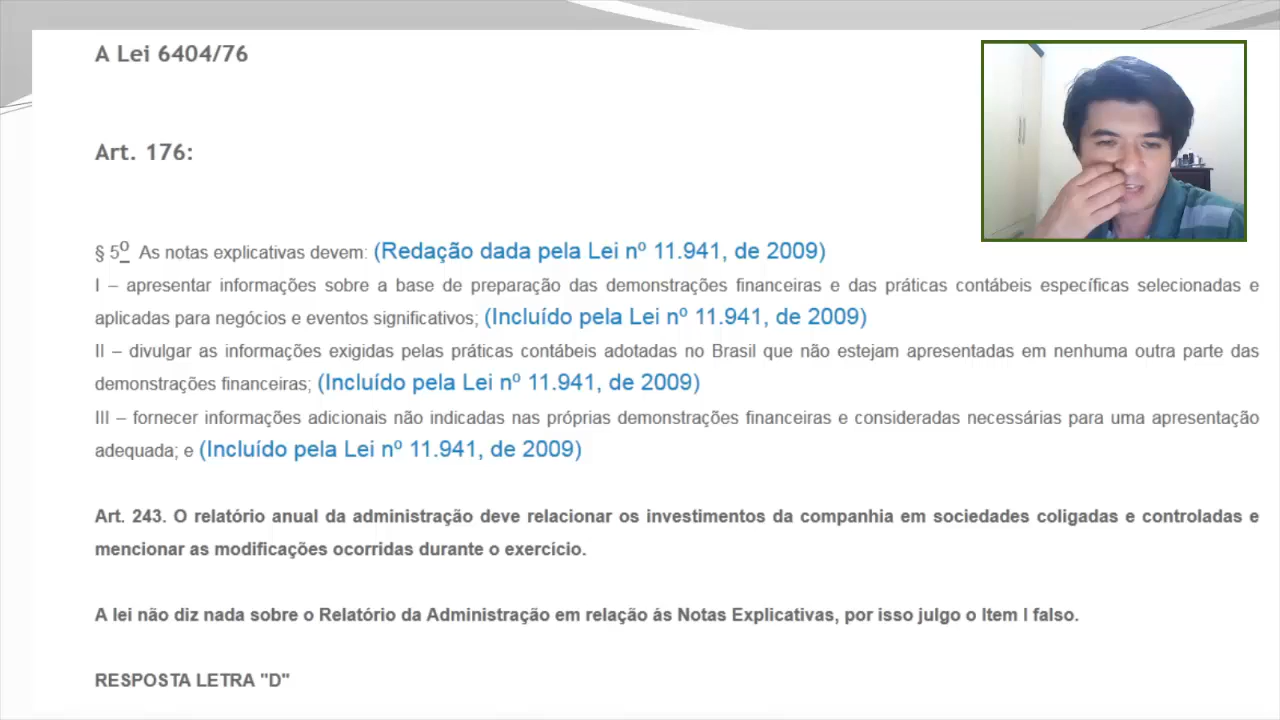 A Lei 6404/76
Art. 176:
§ 5º As notas explicativas devem: (Redação dada pela Lei nº 11.941, de 2009)
I – apresentar informações sobre a base de preparação das demonstrações financeiras e das práticas contábeis específicas selecionadas e
aplicadas para negócios e eventos significativos; (Incluído pela Lei nº 11.941, de 2009)
II – divulgar as informações exigidas pelas práticas contábeis adotadas no Brasil que não estejam apresentadas em nenhuma outra parte das
demonstrações financeiras; (Incluído pela Lei nº 11.941, de 2009)
III – fornecer informações adicionais não indicadas nas próprias demonstrações financeiras e consideradas necessárias para uma apresentação
adequada; e (Incluído pela Lei nº 11.941, de 2009)
Art. 243. O relatório anual da administração deve relacionar os investimentos da companhia em sociedades coligadas e controladas e
mencionar as modificações ocorridas durante o exercício.
A lei não diz nada sobre o Relatório da Administração em relação ás Notas Explicativas, por isso julgo o Item I falso.
RESPOSTA LETRA "D"